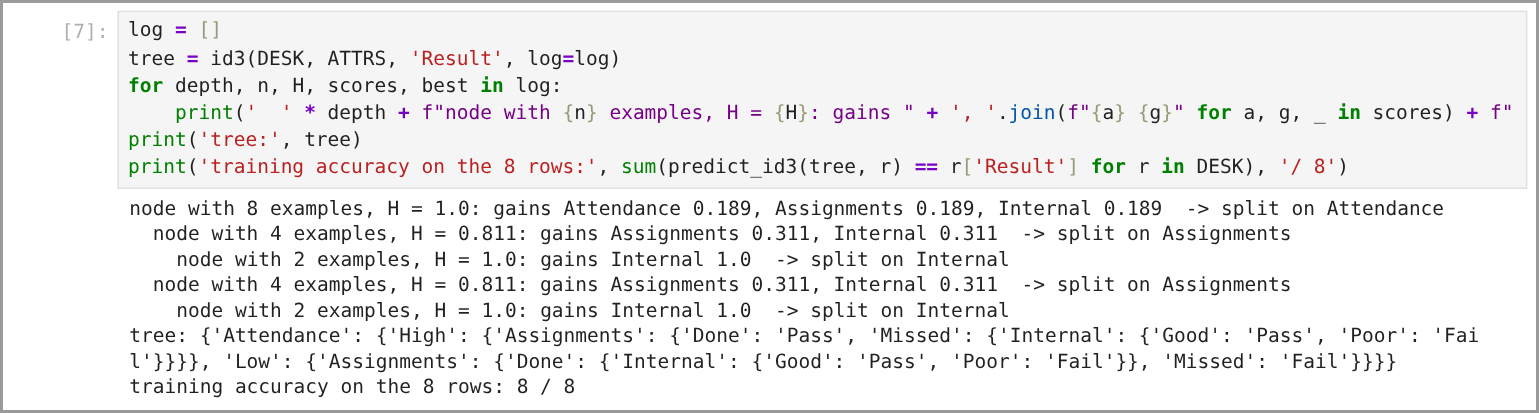 [7]: log = []
tree = id3(DESK, ATTRS, 'Result', log=log)
for depth, n, H, scores, best in log:
    print('  ' * depth + f"node with {n} examples, H = {H}: gains " + ', '.join(f"{a} {g}" for a, g, _ in scores) + f"
print('tree:', tree)
print('training accuracy on the 8 rows:', sum(predict_id3(tree, r) == r['Result'] for r in DESK), '/ 8')
node with 8 examples, H = 1.0: gains Attendance 0.189, Assignments 0.189, Internal 0.189  -> split on Attendance
  node with 4 examples, H = 0.811: gains Assignments 0.311, Internal 0.311  -> split on Assignments
    node with 2 examples, H = 1.0: gains Internal 1.0  -> split on Internal
  node with 4 examples, H = 0.811: gains Assignments 0.311, Internal 0.311  -> split on Assignments
    node with 2 examples, H = 1.0: gains Internal 1.0  -> split on Internal
tree: {'Attendance': {'High': {'Assignments': {'Done': 'Pass', 'Missed': {'Internal': {'Good': 'Pass', 'Poor': 'Fai
l'}}}}, 'Low': {'Assignments': {'Done': {'Internal': {'Good': 'Pass', 'Poor': 'Fail'}}, 'Missed': 'Fail'}}}}
training accuracy on the 8 rows: 8 / 8